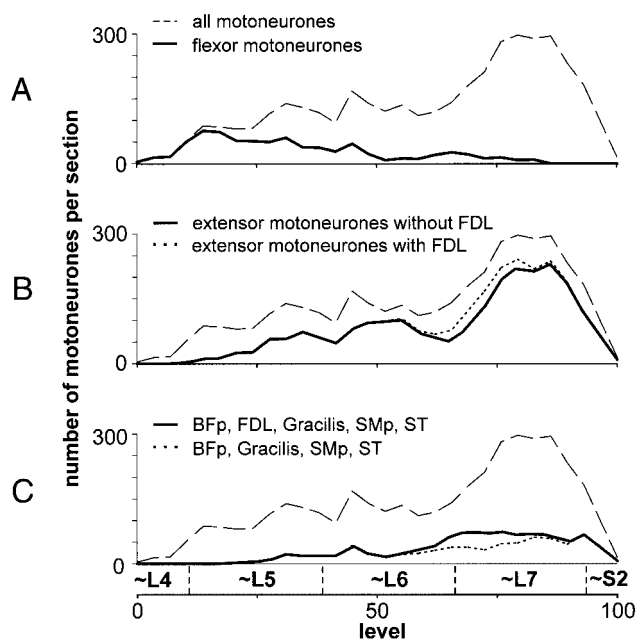 all motoneurones
flexor motoneurones
300
0
A
extensor motoneurones without FDL
extensor motoneurones with FDL
300
0
B
BFp, FDL, Gracilis, SMp, ST
BFp, Gracilis, SMp, ST
300
0
C
number of motoneurones per section
~L4 ~L5 ~L6 ~L7 ~S2
0 50 100
level